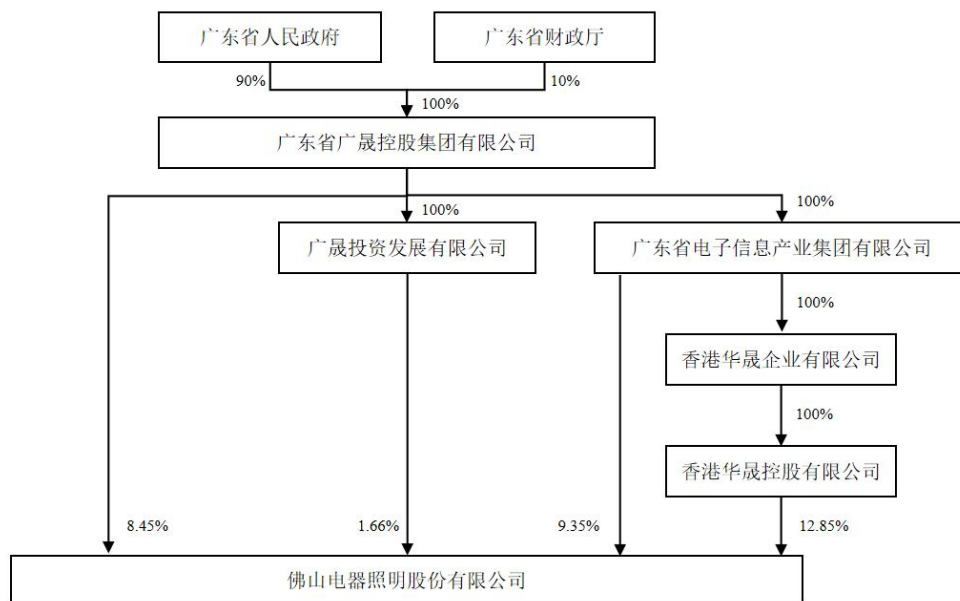 广东省人民政府
广东省财政厅
90%
10%
100%
广东省广晟控股集团有限公司
100%
100%
广晟投资发展有限公司
广东省电子信息产业集团有限公司
100%
香港华晟企业有限公司
100%
香港华晟控股有限公司
8.45%
1.66%
9.35%
12.85%
佛山电器照明股份有限公司